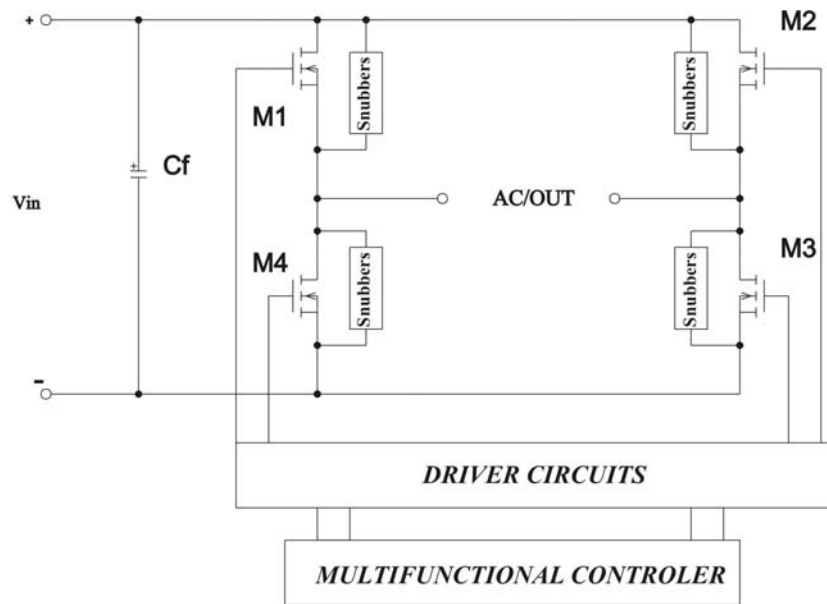 +
M2
Snubbers
Snubbers
M1
+
Cf
Vin
AC/OUT
M4
Snubbers
Snubbers
M3
-
DRIVER CIRCUITS
MULTIFUNCTIONAL CONTROLER